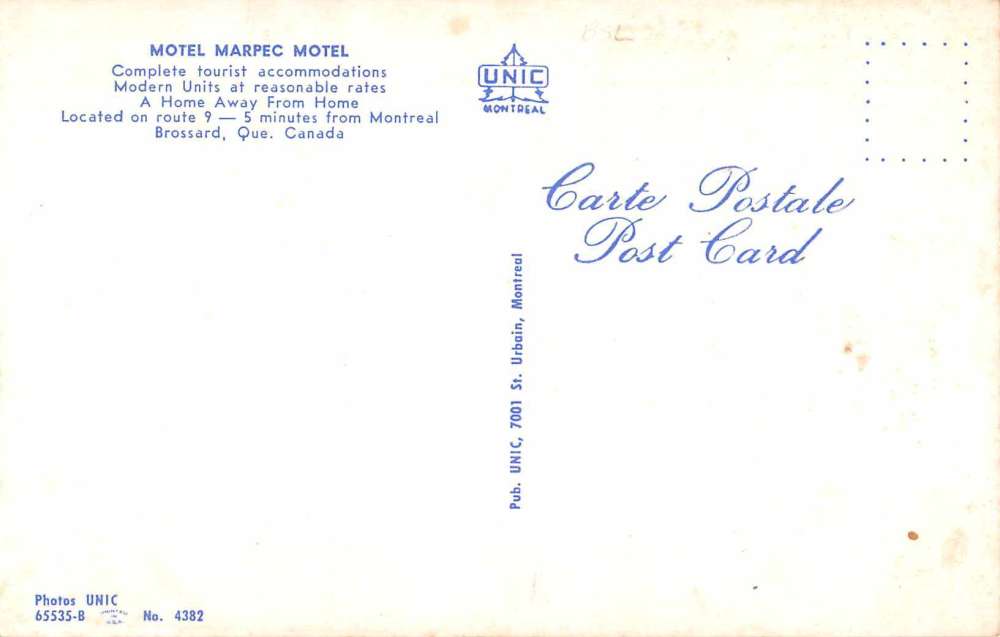 MOTEL MARPEC MOTEL
Complete tourist accommodations
Modern Units at reasonable rates
A Home Away From Home
Located on route 9 — 5 minutes from Montreal
Brossard, Que. Canada
UNIC
MONTREAL
Carte Postale
Post Card
Pub. UNIC, 7001 St. Urbain, Montreal
Photos UNIC
65535-B No. 4382